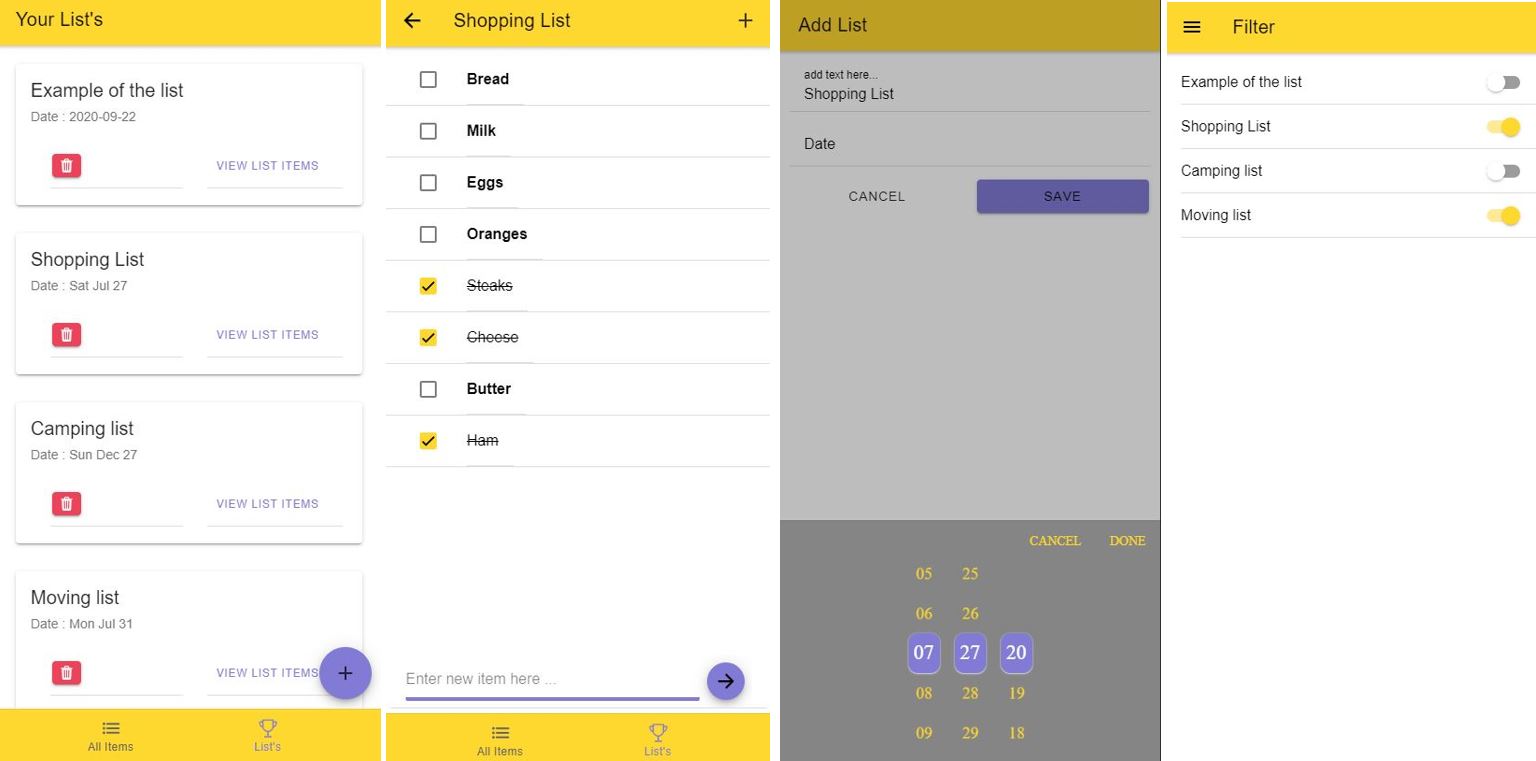 Your List's
Example of the list
Date : 2020-09-22
VIEW LIST ITEMS
Shopping List
Date : Sat Jul 27
VIEW LIST ITEMS
Camping list
Date : Sun Dec 27
VIEW LIST ITEMS
Moving list
Date : Mon Jul 31
VIEW LIST ITEMS
All Items
List's
Shopping List
Bread
Milk
Eggs
Oranges
Steaks
Cheese
Butter
Ham
Enter new item here ...
All Items
List's
Add List
add text here...
Shopping List
Date
CANCEL SAVE
CANCEL DONE
05 25
06 26
07 27 20
08 28 19
09 29 18
Filter
Example of the list
Shopping List
Camping list
Moving list